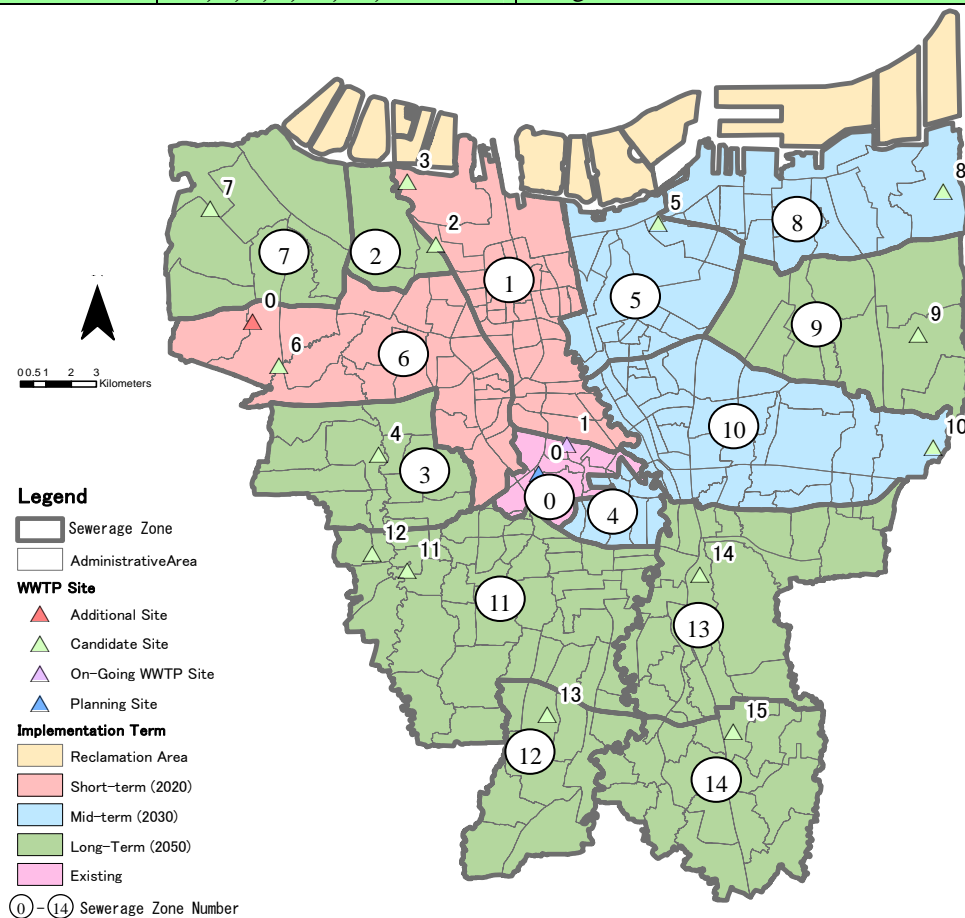 3
7
2
5
8
7
2
8
1
5
0
9
9
6
6
4
1
10
10
3
0
0
4
12
11
14
11
13
13
15
12
14
0 0.5 1 2 3
Kilometers
Legend
Sewerage Zone
AdministrativeArea
WWTP Site
Additional Site
Candidate Site
On-Going WWTP Site
Planning Site
Implementation Term
Reclamation Area
Short-term (2020)
Mid-term (2030)
Long-Term (2050)
Existing
0 - 14 Sewerage Zone Number